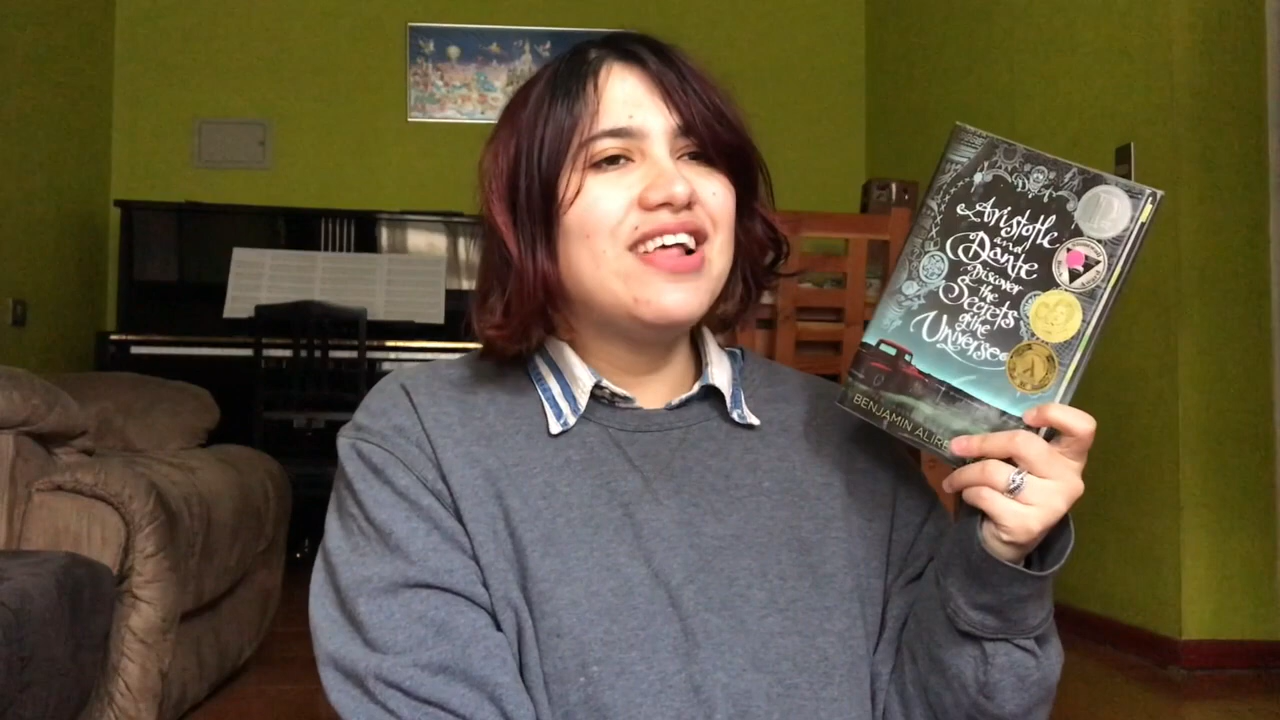 Aristotle
and
Dante
Discover
the
Secrets
of the
Universe
BENJAMIN ALIRE